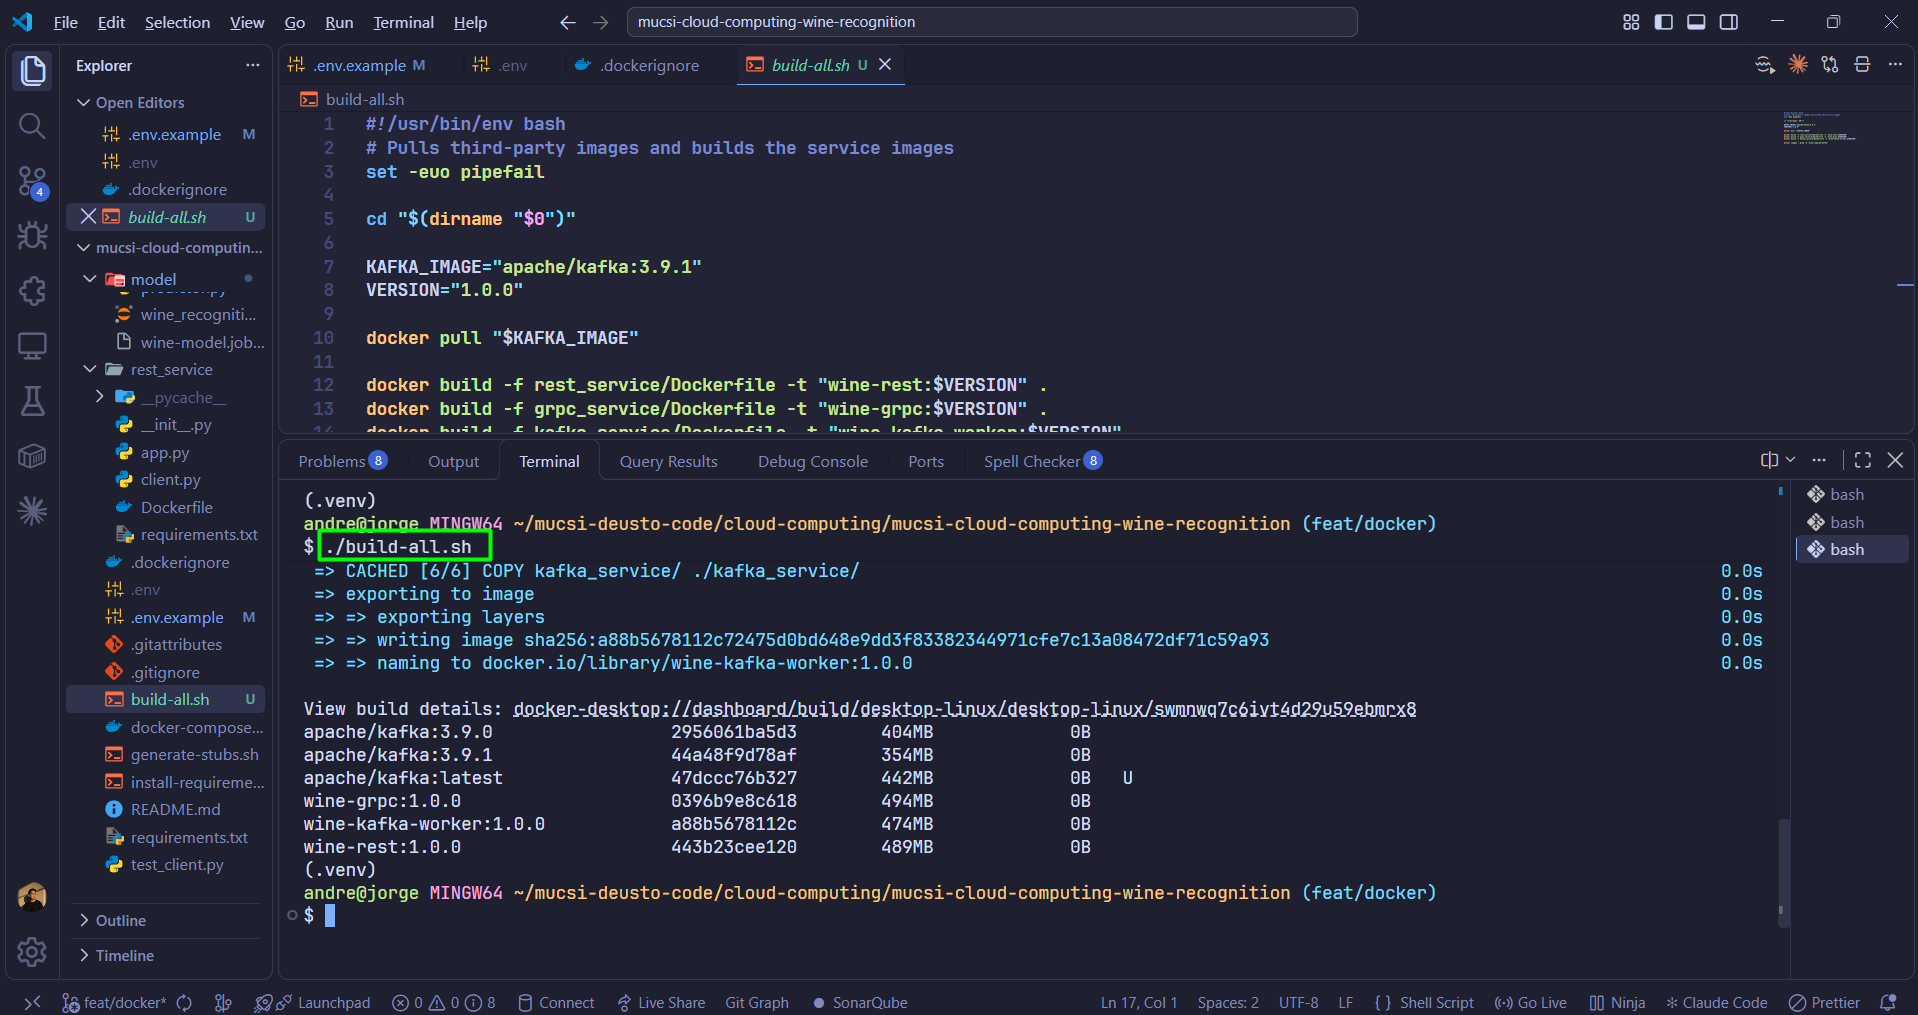 File Edit Selection View Go Run Terminal Help
mucsi-cloud-computing-wine-recognition
Explorer
Open Editors
.env.example M
.env
.dockerignore
build-all.sh U
mucsi-cloud-computin...
model
wine_recogniti...
wine-model.job...
rest_service
__pycache__
__init__.py
app.py
client.py
Dockerfile
requirements.txt
.dockerignore
.env
.env.example M
.gitattributes
.gitignore
build-all.sh U
docker-compose...
generate-stubs.sh
install-requireme...
README.md
requirements.txt
test_client.py
Outline
Timeline
4
.env.example M
.env
.dockerignore
build-all.sh U
build-all.sh
1 #!/usr/bin/env bash
2 # Pulls third-party images and builds the service images
3 set -euo pipefail
4
5 cd "$(dirname "$0")"
6
7 KAFKA_IMAGE="apache/kafka:3.9.1"
8 VERSION="1.0.0"
9
10 docker pull "$KAFKA_IMAGE"
11
12 docker build -f rest_service/Dockerfile -t "wine-rest:$VERSION" .
13 docker build -f grpc_service/Dockerfile -t "wine-grpc:$VERSION" .
Problems 8 Output Terminal Query Results Debug Console Ports Spell Checker 8
(.venv)
andre@jorge MINGW64 ~/mucsi-deusto-code/cloud-computing/mucsi-cloud-computing-wine-recognition (feat/docker)
$ ./build-all.sh
=> CACHED [6/6] COPY kafka_service/ ./kafka_service/ 0.0s
=> exporting to image 0.0s
=> => exporting layers 0.0s
=> => writing image sha256:a88b5678112c72475d0bd648e9dd3f83382344971cfe7c13a08472df71c59a93 0.0s
=> => naming to docker.io/library/wine-kafka-worker:1.0.0 0.0s
View build details: docker-desktop://dashboard/build/desktop-linux/desktop-linux/swmnwq7c6ivt4d29u59ebmrx8
apache/kafka:3.9.0 2956061ba5d3 404MB 0B
apache/kafka:3.9.1 44a48f9d78af 354MB 0B
apache/kafka:latest 47dccc76b327 442MB 0B U
wine-grpc:1.0.0 0396b9e8c618 494MB 0B
wine-kafka-worker:1.0.0 a88b5678112c 474MB 0B
wine-rest:1.0.0 443b23cee120 489MB 0B
(.venv)
andre@jorge MINGW64 ~/mucsi-deusto-code/cloud-computing/mucsi-cloud-computing-wine-recognition (feat/docker)
$
bash
bash
bash
feat/docker* Launchpad 0 0 8 Connect Live Share Git Graph SonarQube Ln 17, Col 1 Spaces: 2 UTF-8 LF { } Shell Script Go Live Ninja Claude Code Prettier